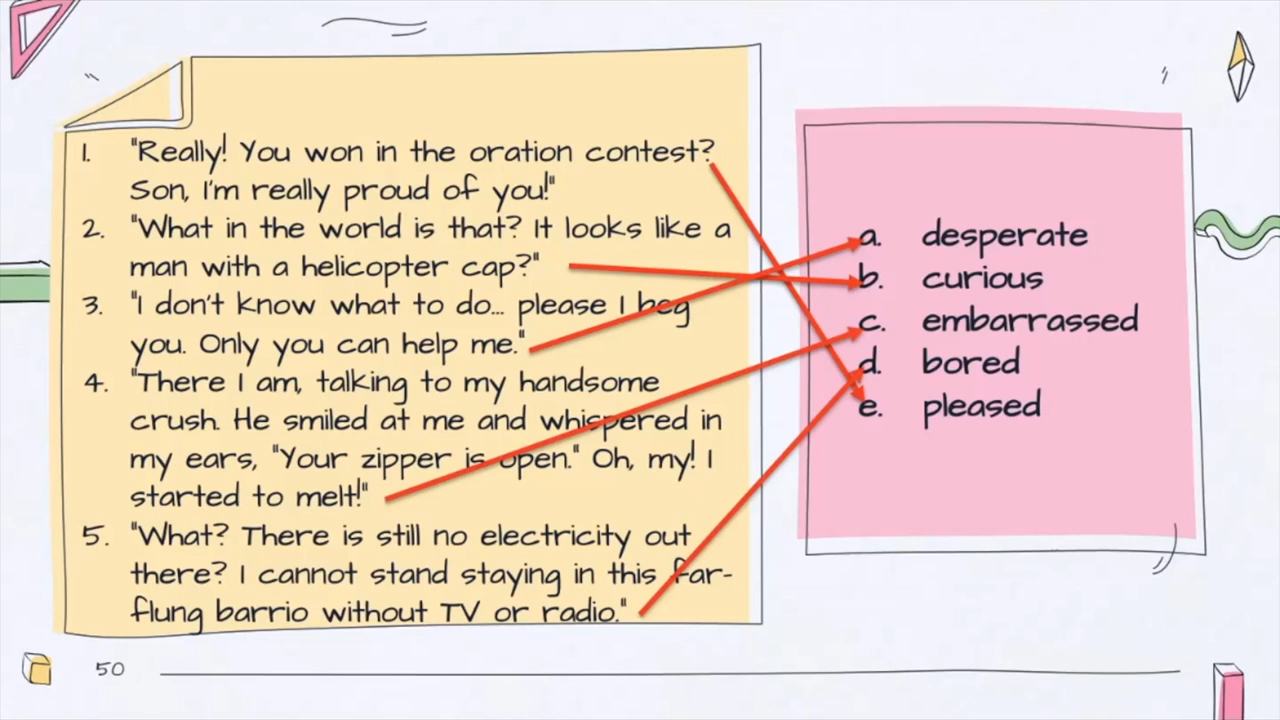 1. "Really! You won in the oration contest?
Son, I'm really proud of you!"
2. "What in the world is that? It looks like a
man with a helicopter cap?"
3. "I don't know what to do... please I beg
you. Only you can help me."
4. "There I am, talking to my handsome
crush. He smiled at me and whispered in
my ears, "Your zipper is open." Oh, my! I
started to melt!"
5. "What? There is still no electricity out
there? I cannot stand staying in this far-
flung barrio without TV or radio."
a. desperate
b. curious
c. embarrassed
d. bored
e. pleased
50